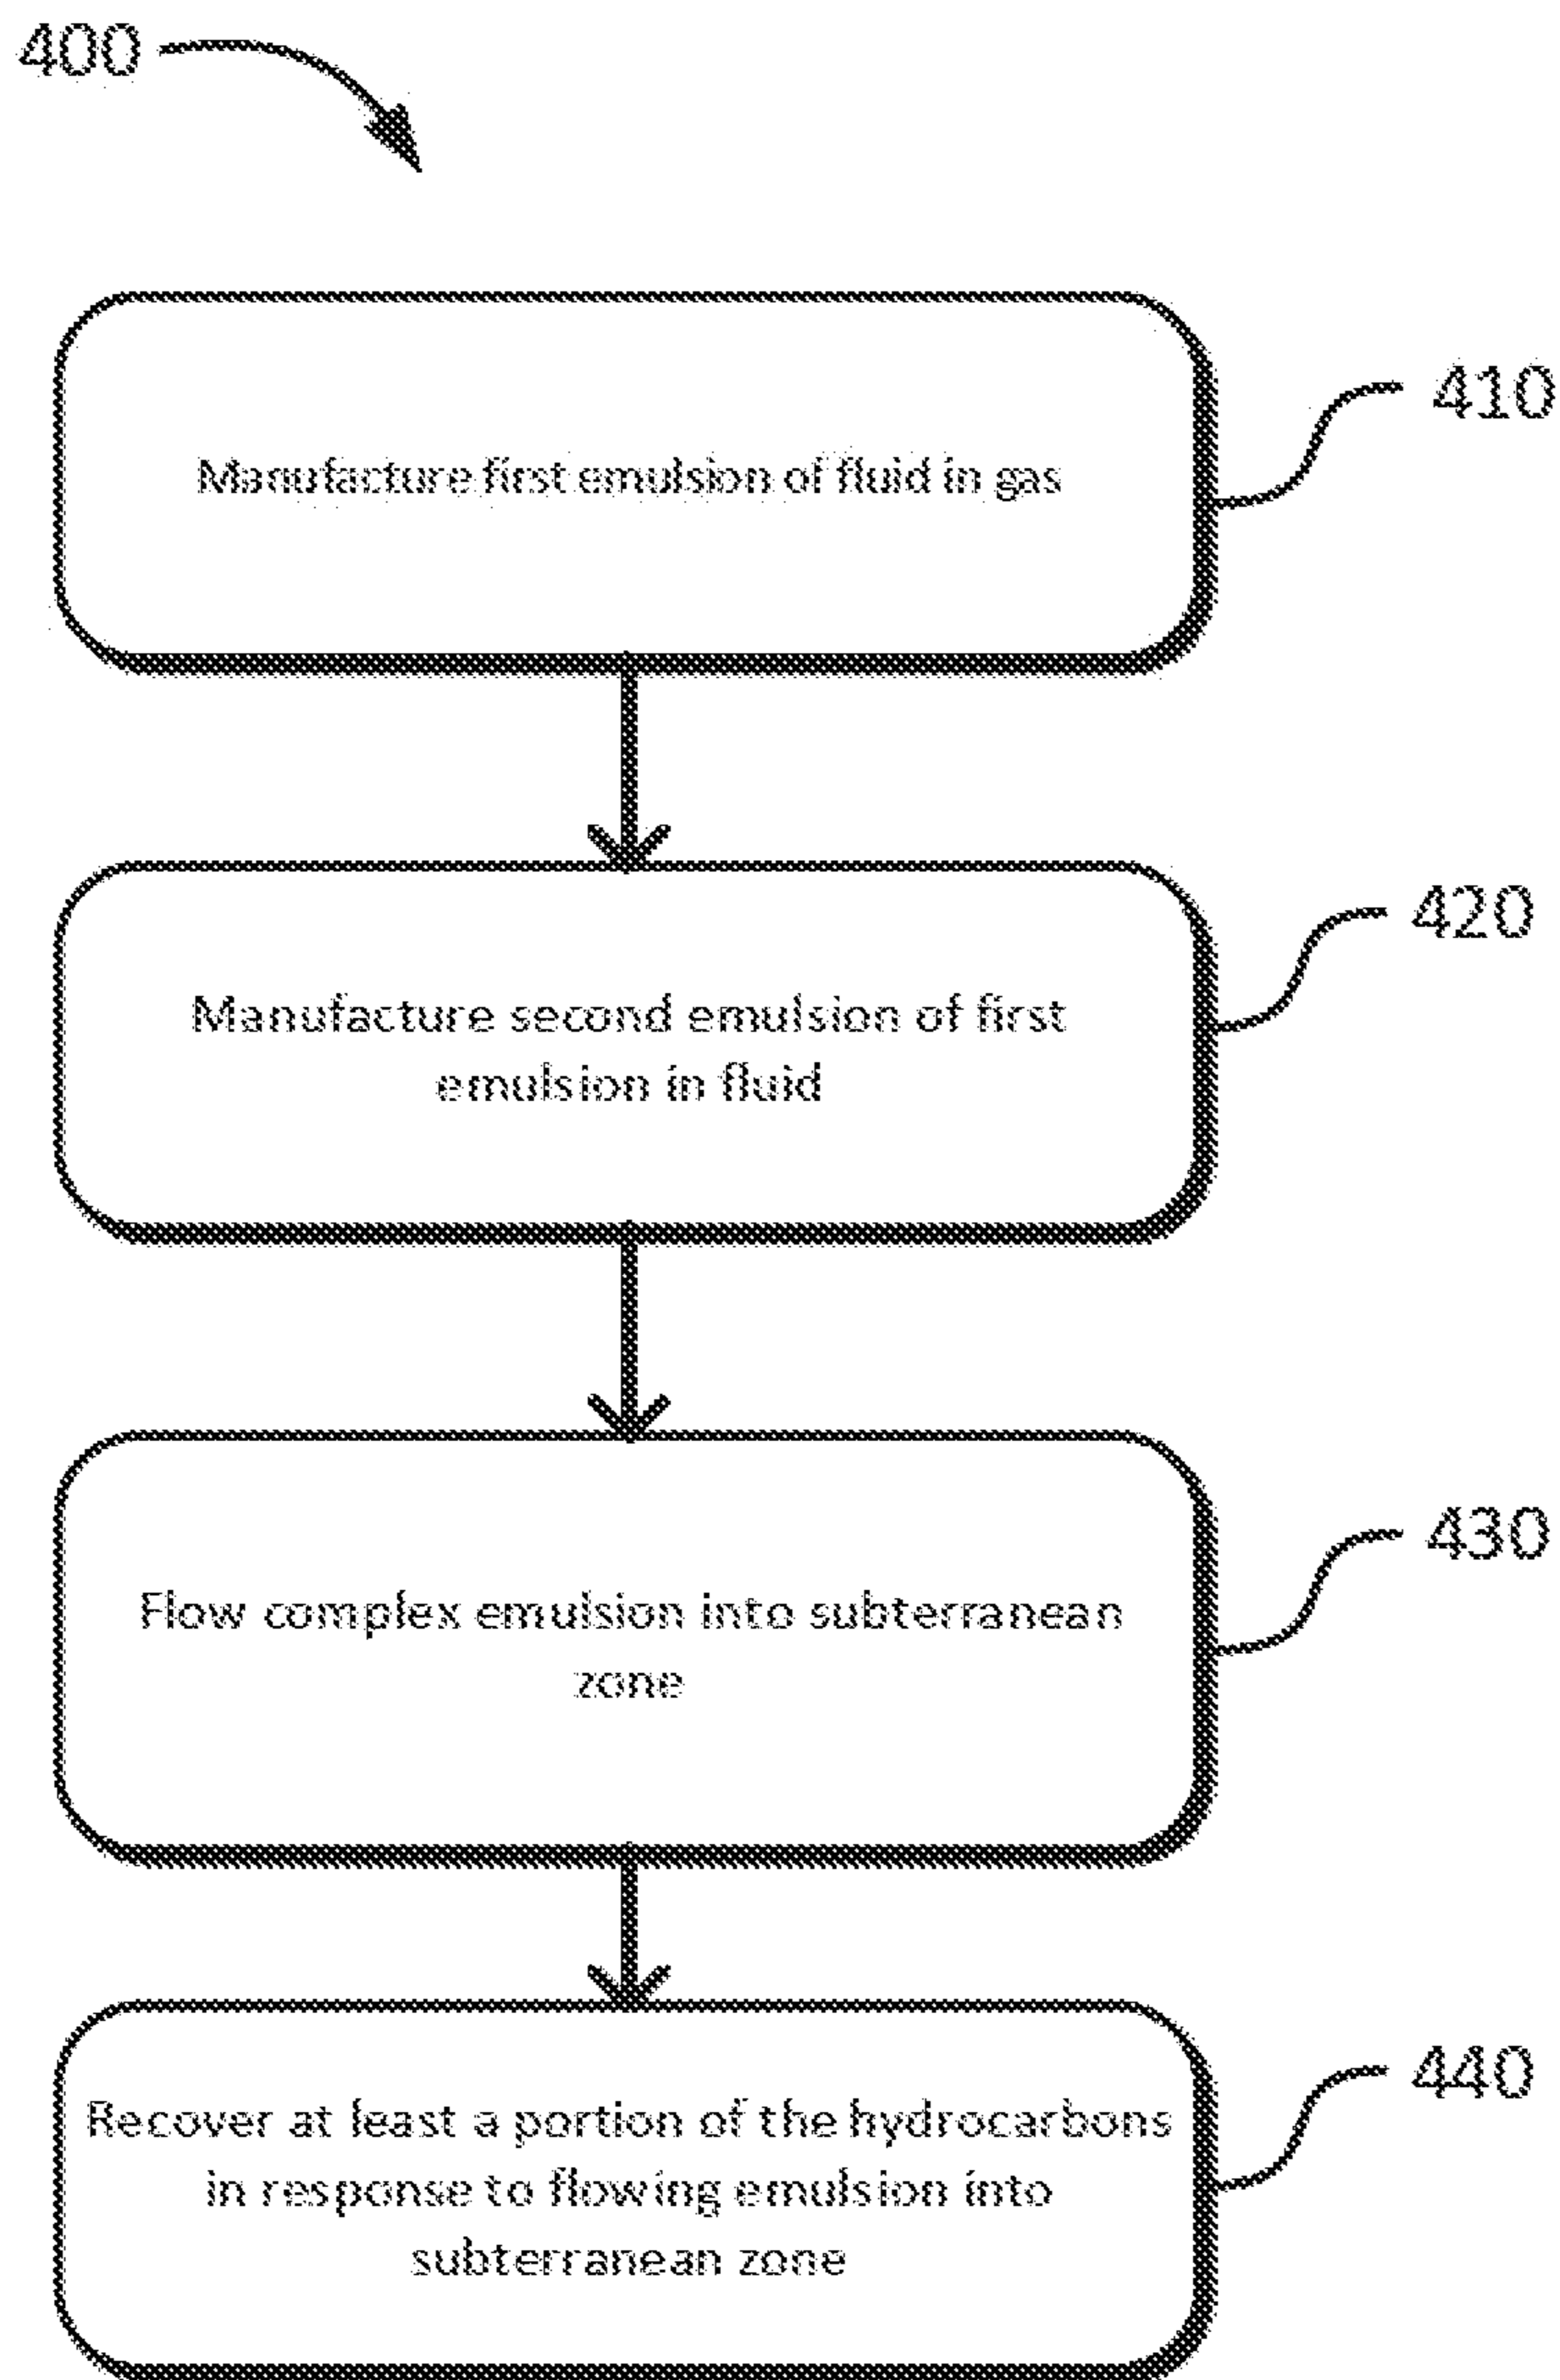 400
Manufacture first emulsion of fluid in gas
410
Manufacture second emulsion of first
emulsion in fluid
420
Flow complex emulsion into subterranean
zone
430
Recover at least a portion of the hydrocarbons
in response to flowing emulsion into
subterranean zone
440